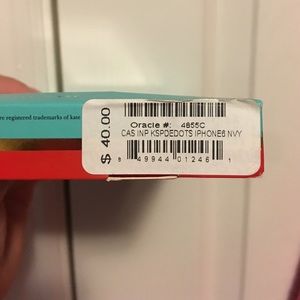 re registered trademarks of kate
$ 40.00
Oracle #: 4855C
CAS INP KSPDEDOTS IPHONE6 NVY
8 49944 01246 1